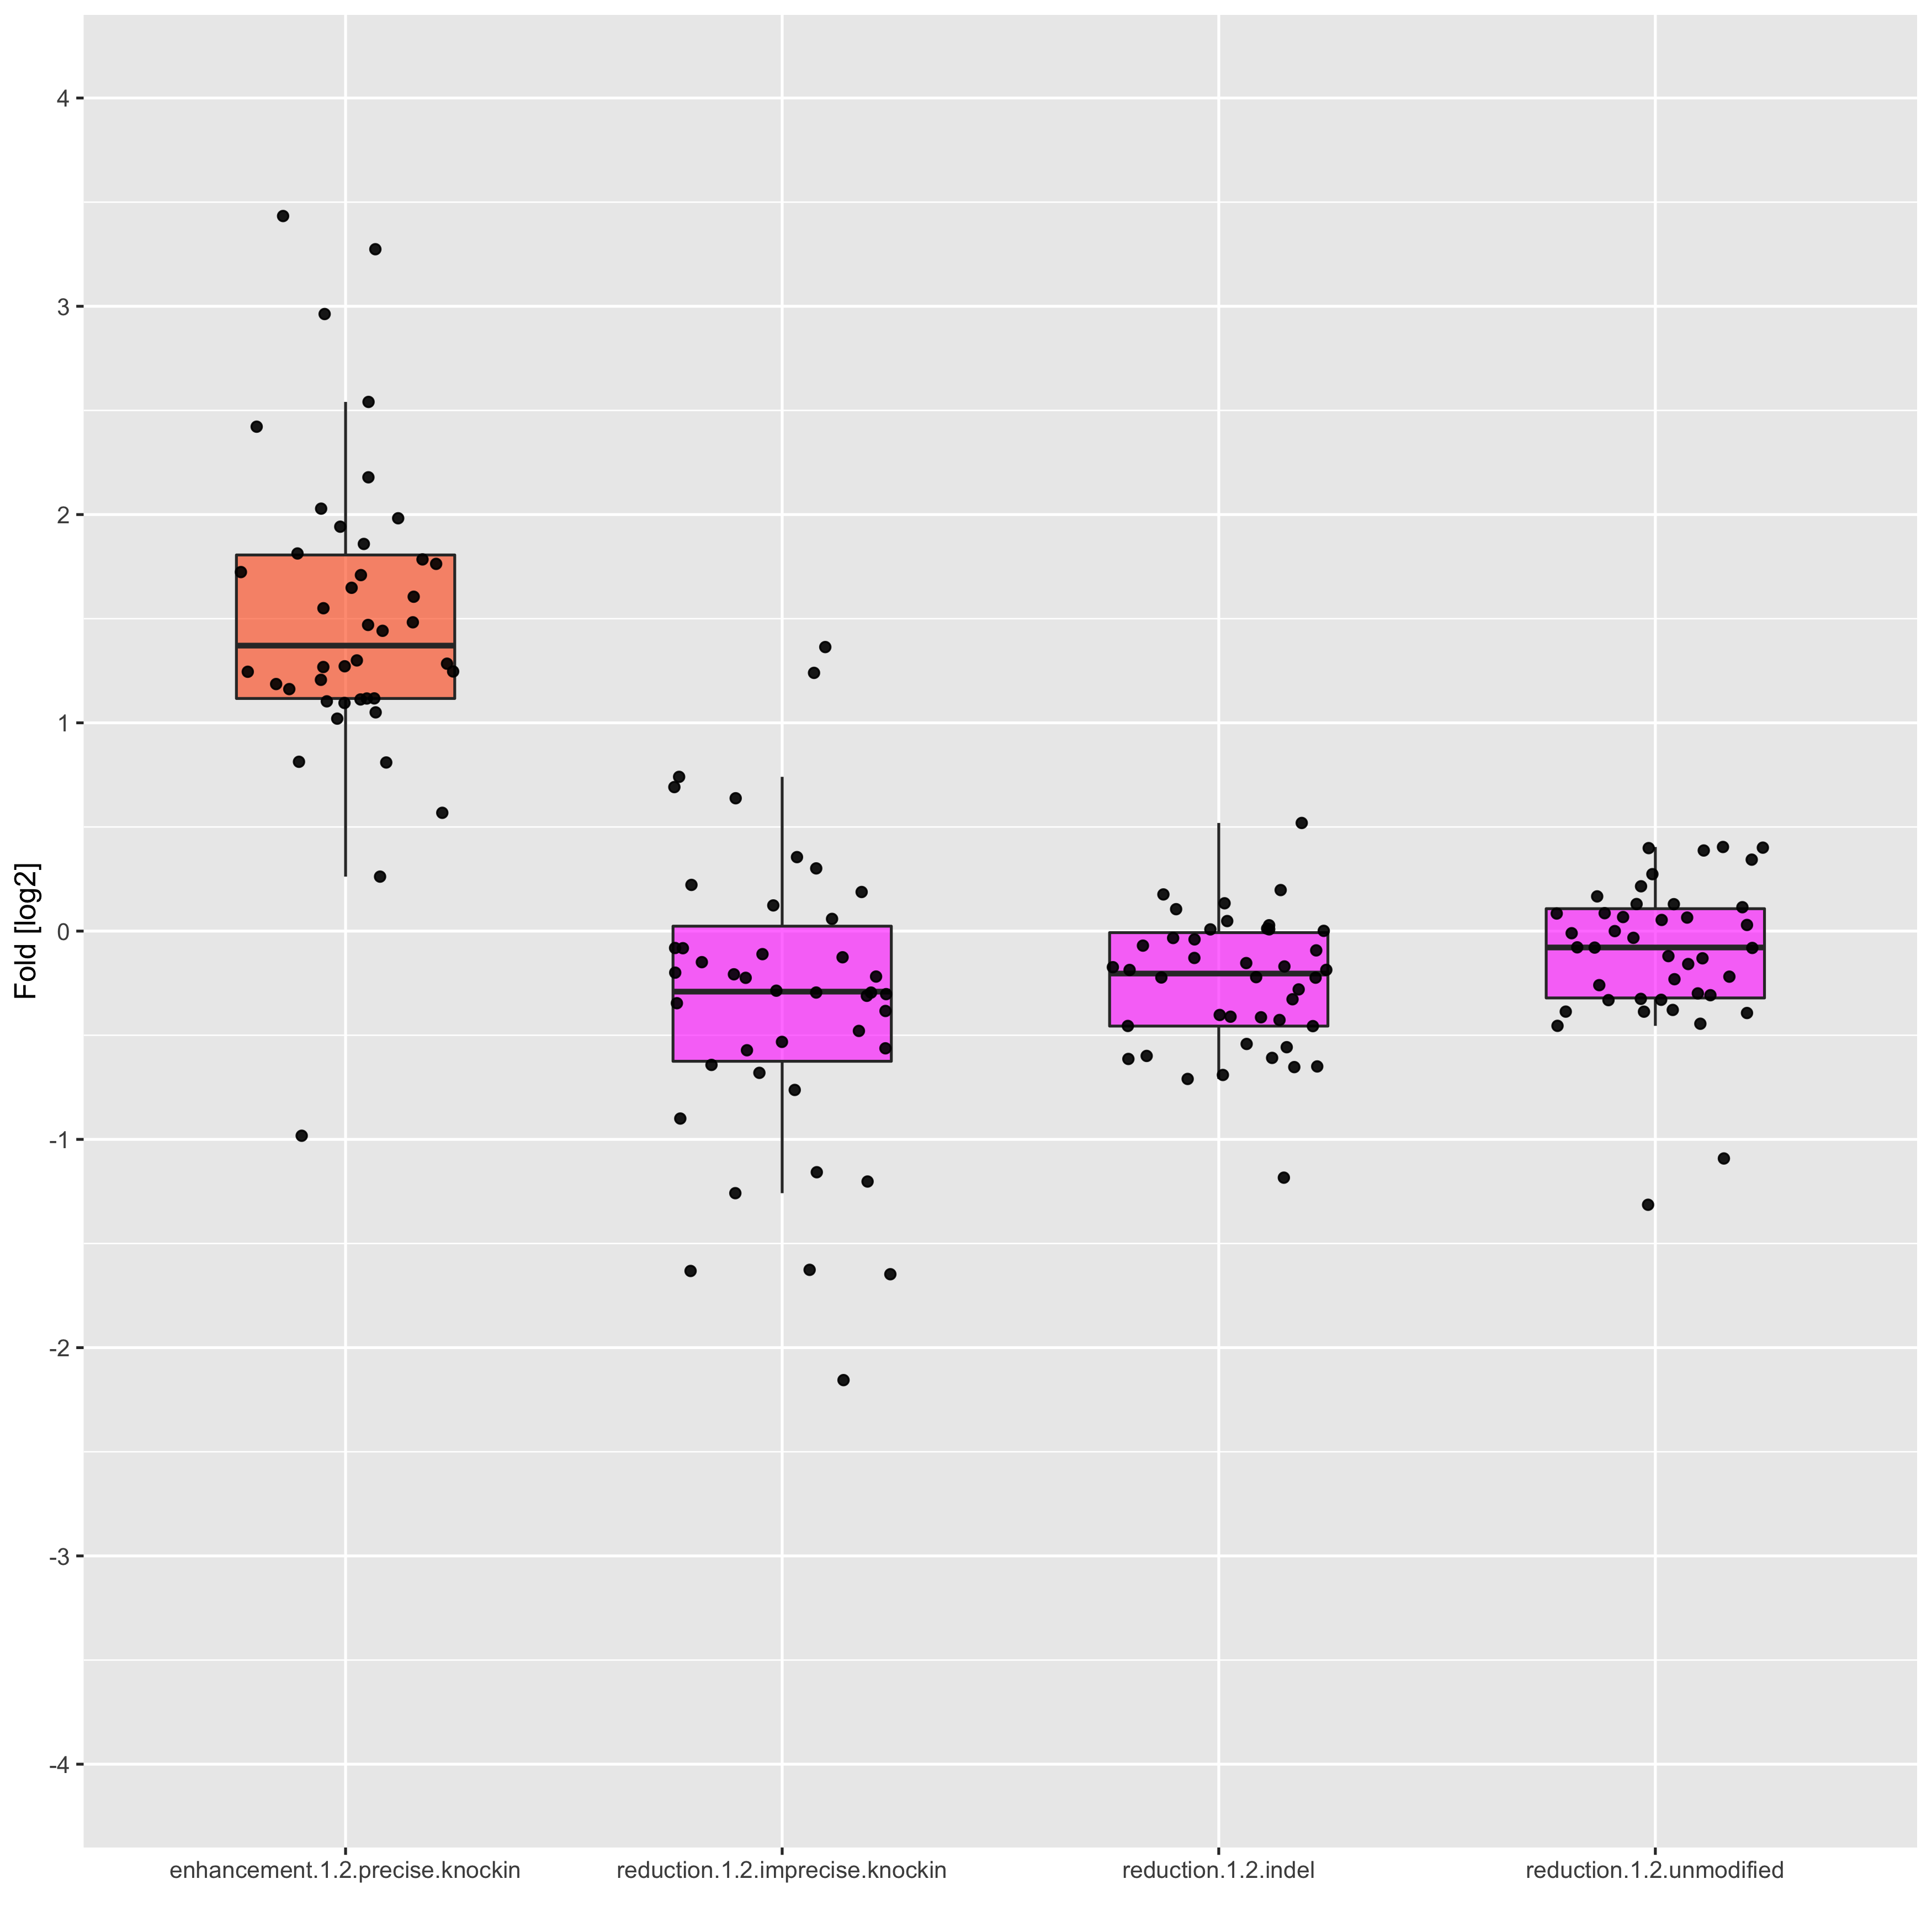 4
3
2
1
0
-1
-2
-3
-4
Fold [log2]
enhancement.1.2.precise.knockin
reduction.1.2.imprecise.knockin
reduction.1.2.indel
reduction.1.2.unmodified